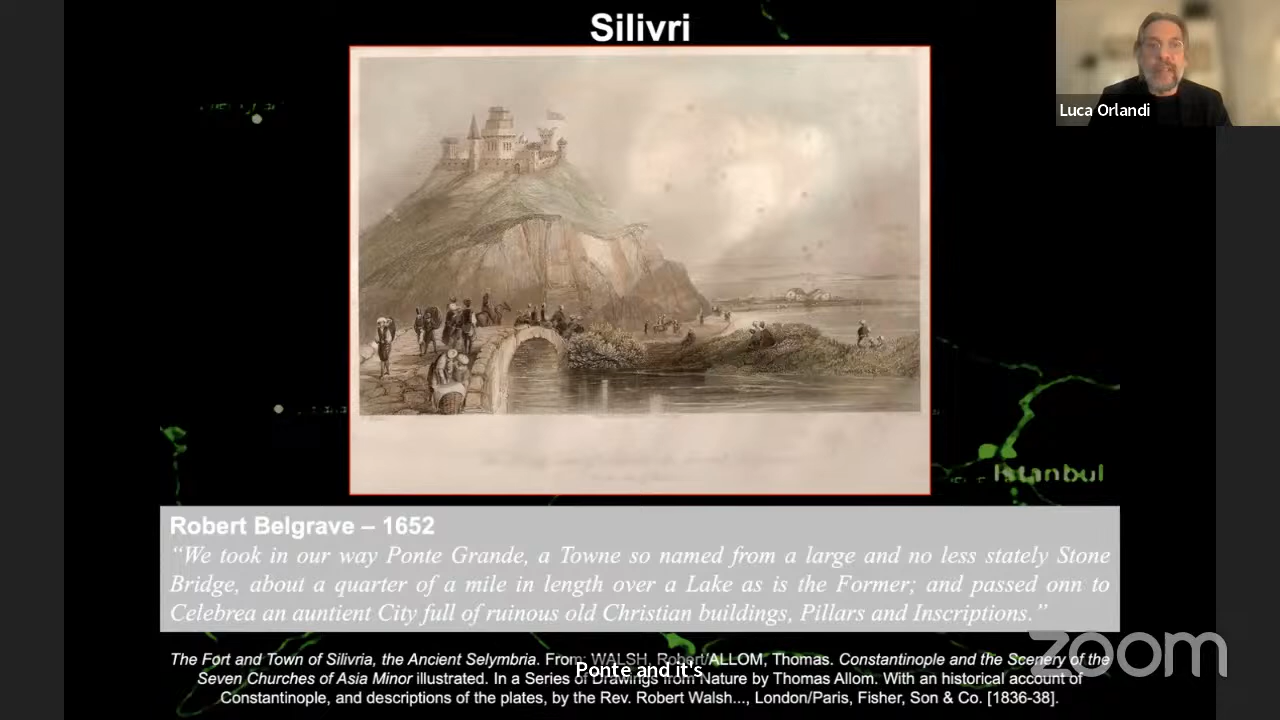 Silivri
Luca Orlandi
Istanbul
Robert Belgrave – 1652
“We took in our way Ponte Grande, a Towne so named from a large and no less stately Stone
Bridge, about a quarter of a mile in length over a Lake as is the Former; and passed onn to
Celebrea an auntient City full of ruinous old Christian buildings, Pillars and Inscriptions.”
zoom
The Fort and Town of Silivria, the Ancient Selymbria. From: WALSH, Robert/ALLOM, Thomas. Constantinople and the Scenery of the
Seven Churches of Asia Minor illustrated. In a Series of Drawings from Nature by Thomas Allom. With an historical account of
Constantinople, and descriptions of the plates, by the Rev. Robert Walsh..., London/Paris, Fisher, Son & Co. [1836-38].
Ponte and it's